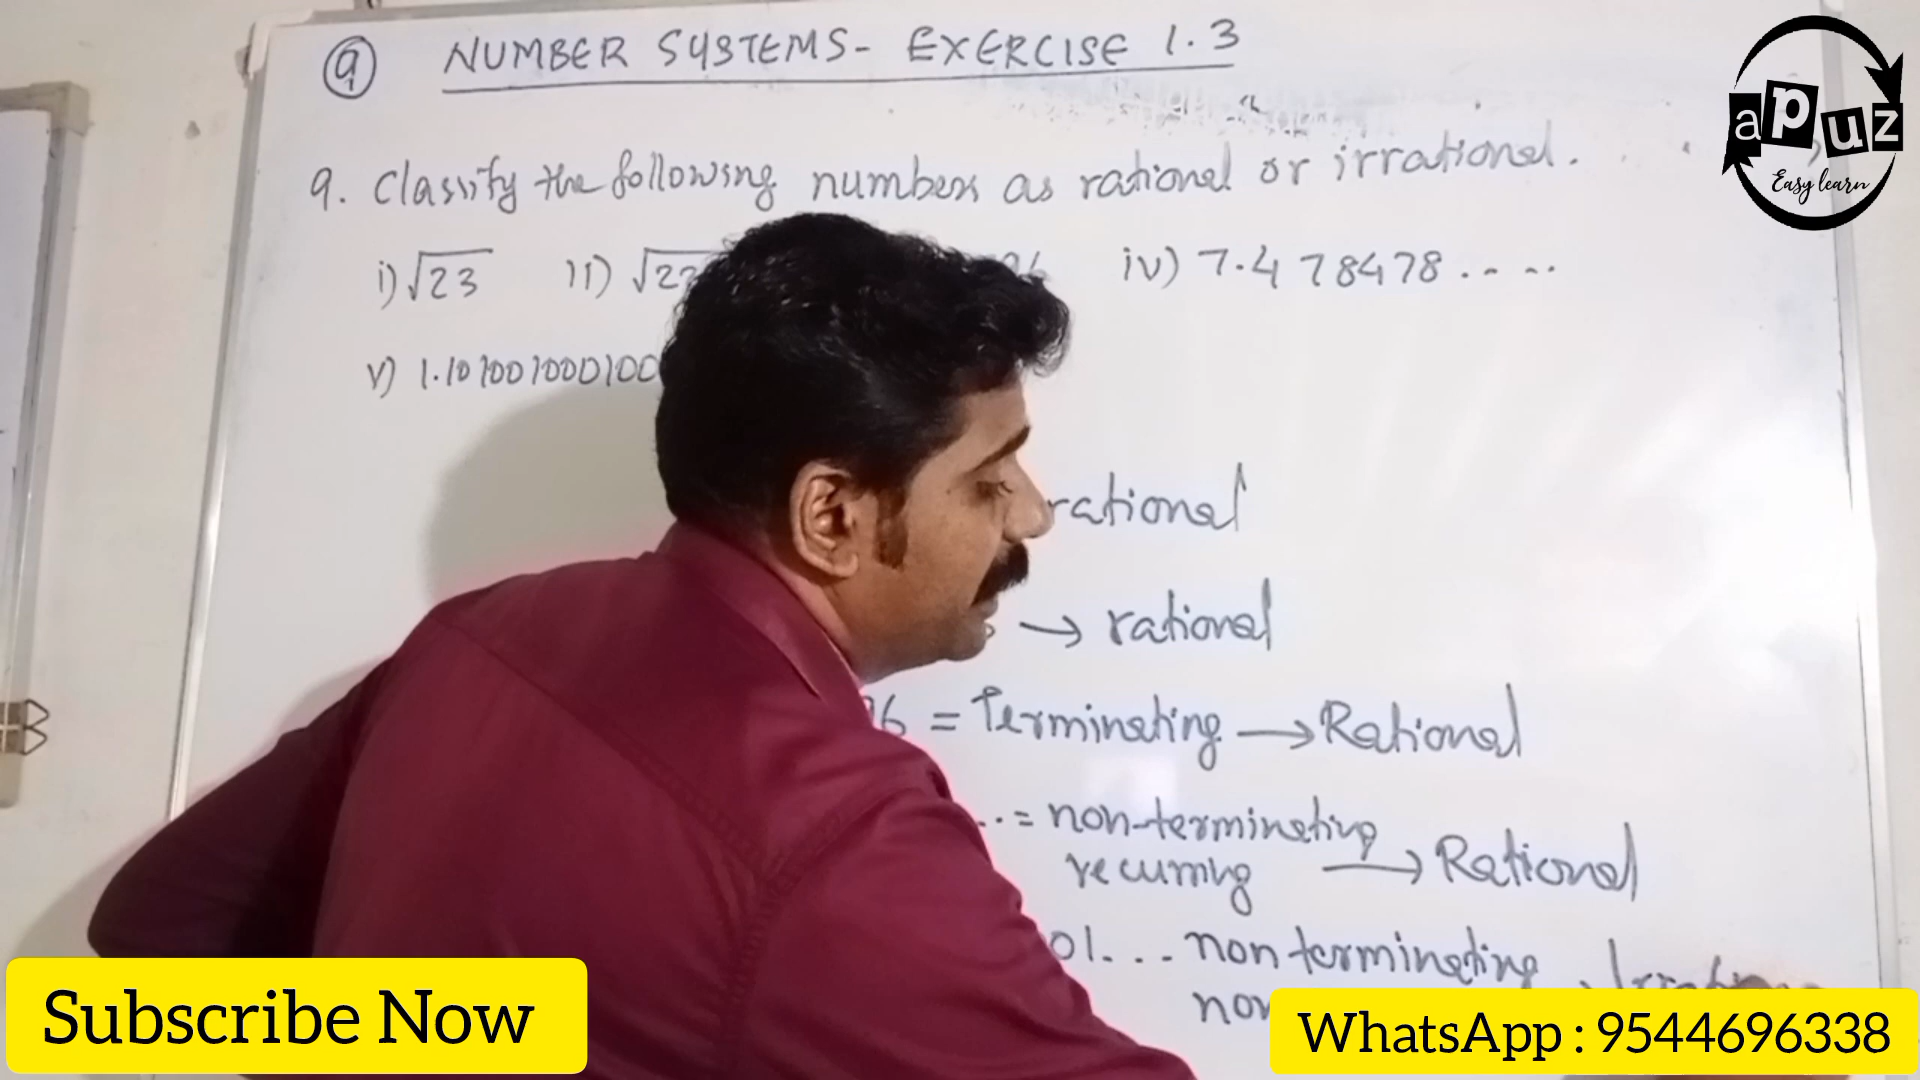 9 NUMBER SYSTEMS- EXERCISE 1.3
apuz
Easy learn
9. Classify the following numbers as rational or irrational.
i) √23 ii) √22 iv) 7.478478.....
v) 1.101001000100
rational
→ rational
96 = Terminating → Rational
...= non-terminating
recurring → Rational
01... non terminating
non
Subscribe Now
WhatsApp : 9544696338